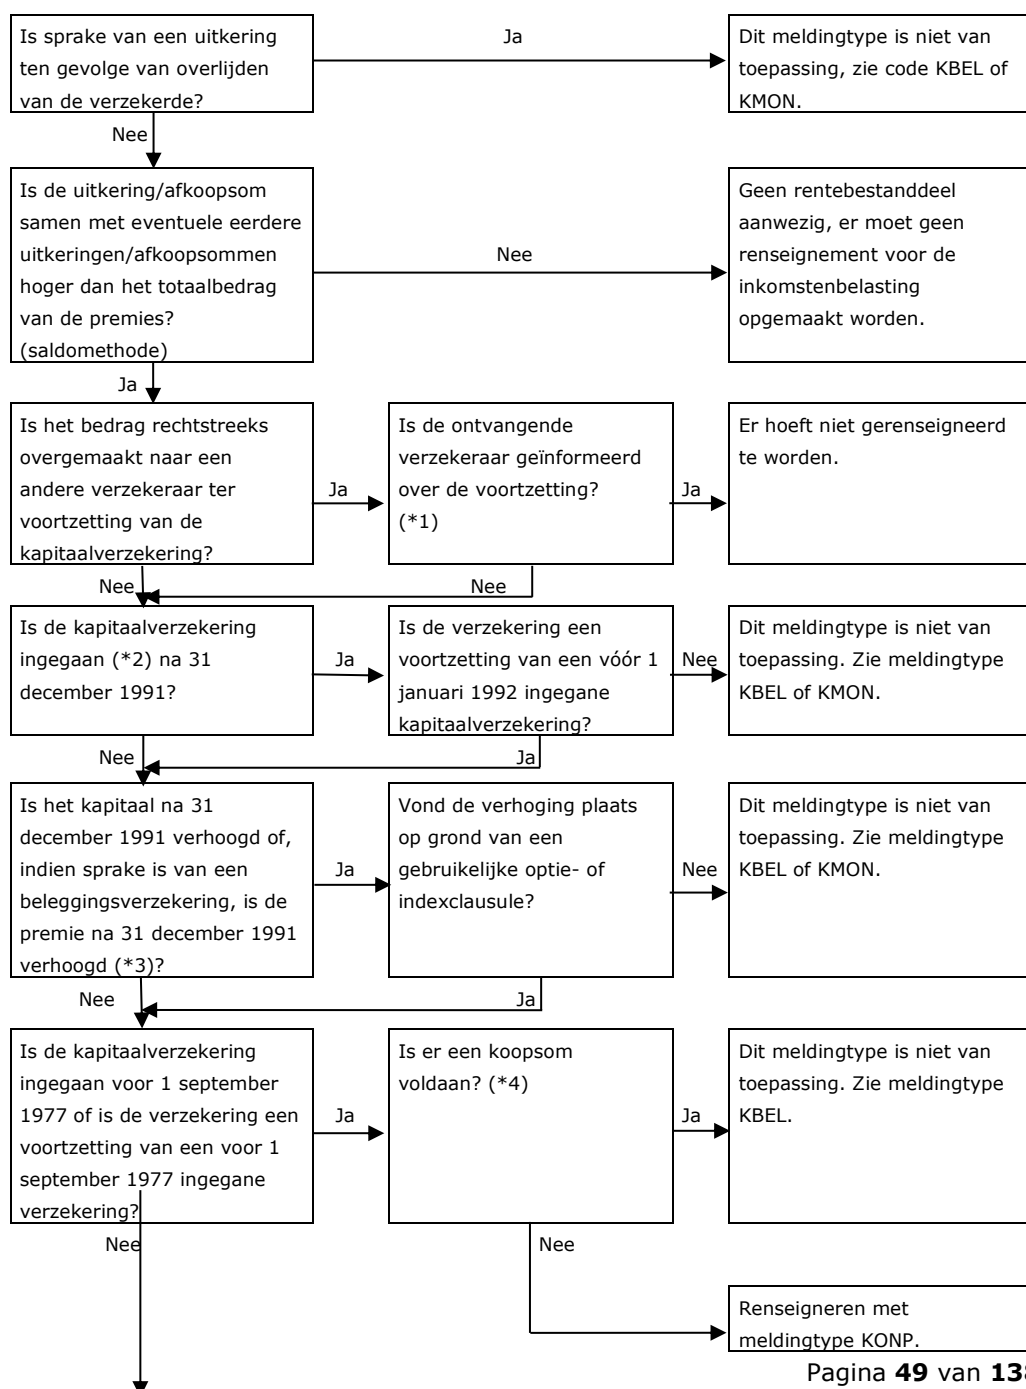 Is sprake van een uitkering
ten gevolge van overlijden
van de verzekerde?
Ja
Dit meldingtype is niet van
toepassing, zie code KBEL of
KMON.
Nee
Is de uitkering/afkoopsom
samen met eventuele eerdere
uitkeringen/afkoopsommen
hoger dan het totaalbedrag
van de premies?
(saldomethode)
Nee
Geen rentebestanddeel
aanwezig, er moet geen
renseignement voor de
inkomstenbelasting
opgemaakt worden.
Ja
Is het bedrag rechtstreeks
overgemaakt naar een
andere verzekeraar ter
voortzetting van de
kapitaalverzekering?
Ja
Is de ontvangende
verzekeraar geïnformeerd
over de voortzetting?
(*1)
Ja
Er hoeft niet gerenseigneerd
te worden.
Nee
Nee
Is de kapitaalverzekering
ingegaan (*2) na 31
december 1991?
Ja
Is de verzekering een
voortzetting van een vóór 1
januari 1992 ingegane
kapitaalverzekering?
Nee
Dit meldingtype is niet van
toepassing. Zie meldingtype
KBEL of KMON.
Nee
Ja
Is het kapitaal na 31
december 1991 verhoogd of,
indien sprake is van een
beleggingsverzekering, is de
premie na 31 december 1991
verhoogd (*3)?
Ja
Vond de verhoging plaats
op grond van een
gebruikelijke optie- of
indexclausule?
Nee
Dit meldingtype is niet van
toepassing. Zie meldingtype
KBEL of KMON.
Nee
Ja
Is de kapitaalverzekering
ingegaan voor 1 september
1977 of is de verzekering een
voortzetting van een voor 1
september 1977 ingegane
verzekering?
Ja
Is er een koopsom
voldaan? (*4)
Ja
Dit meldingtype is niet van
toepassing. Zie meldingtype
KBEL.
Nee
Nee
Renseigneren met
meldingtype KONP.
Pagina 49 van 138